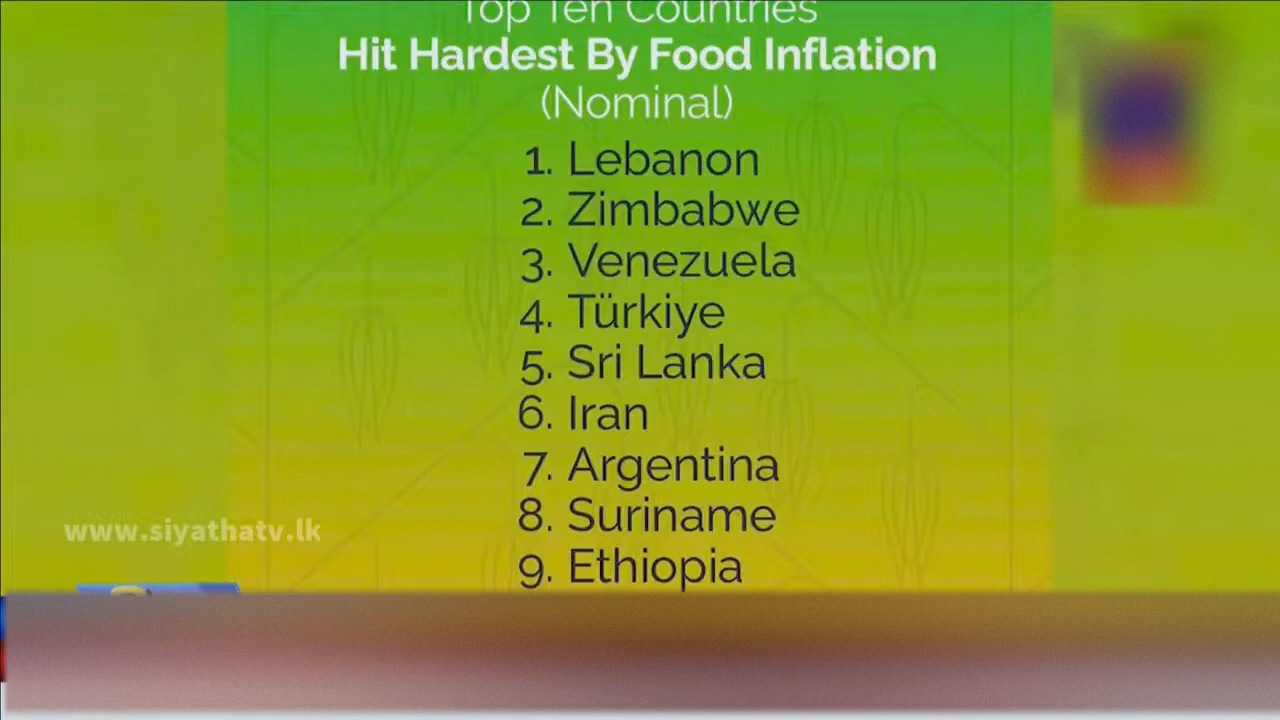 Top Ten Countries
Hit Hardest By Food Inflation
(Nominal)
1. Lebanon
2. Zimbabwe
3. Venezuela
4. Türkiye
5. Sri Lanka
6. Iran
7. Argentina
8. Suriname
9. Ethiopia
www.siyathatv.lk